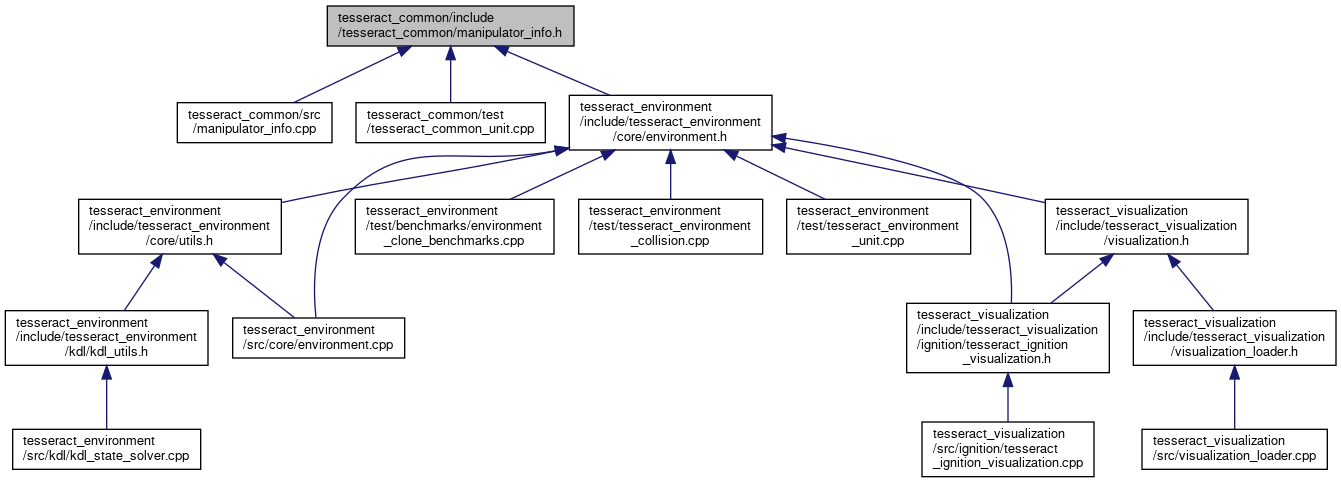 tesseract_common/include
/tesseract_common/manipulator_info.h
tesseract_common/src
/manipulator_info.cpp
tesseract_common/test
/tesseract_common_unit.cpp
tesseract_environment
/include/tesseract_environment
/core/environment.h
tesseract_environment
/include/tesseract_environment
/core/utils.h
tesseract_environment
/test/benchmarks/environment
_clone_benchmarks.cpp
tesseract_environment
/test/tesseract_environment
_collision.cpp
tesseract_environment
/test/tesseract_environment
_unit.cpp
tesseract_visualization
/include/tesseract_visualization
/visualization.h
tesseract_environment
/include/tesseract_environment
/kdl/kdl_utils.h
tesseract_environment
/src/core/environment.cpp
tesseract_visualization
/include/tesseract_visualization
/ignition/tesseract_ignition
_visualization.h
tesseract_visualization
/include/tesseract_visualization
/visualization_loader.h
tesseract_environment
/src/kdl/kdl_state_solver.cpp
tesseract_visualization
/src/ignition/tesseract
_ignition_visualization.cpp
tesseract_visualization
/src/visualization_loader.cpp